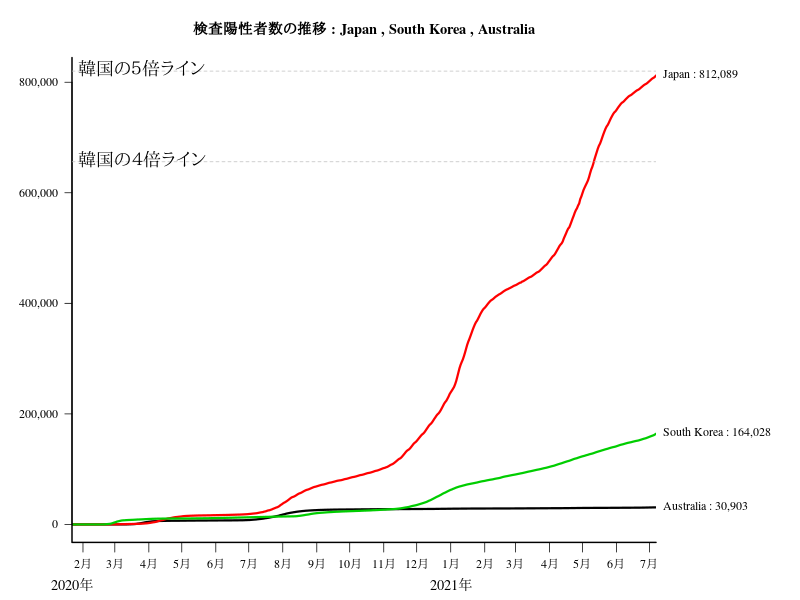 検査陽性者数の推移 : Japan , South Korea , Australia
韓国の5倍ライン
800,000
Japan : 812,089
韓国の4倍ライン
600,000
400,000
200,000
South Korea : 164,028
Australia : 30,903
0
2月 3月 4月 5月 6月 7月 8月 9月 10月 11月 12月 1月 2月 3月 4月 5月 6月 7月
2020年 2021年